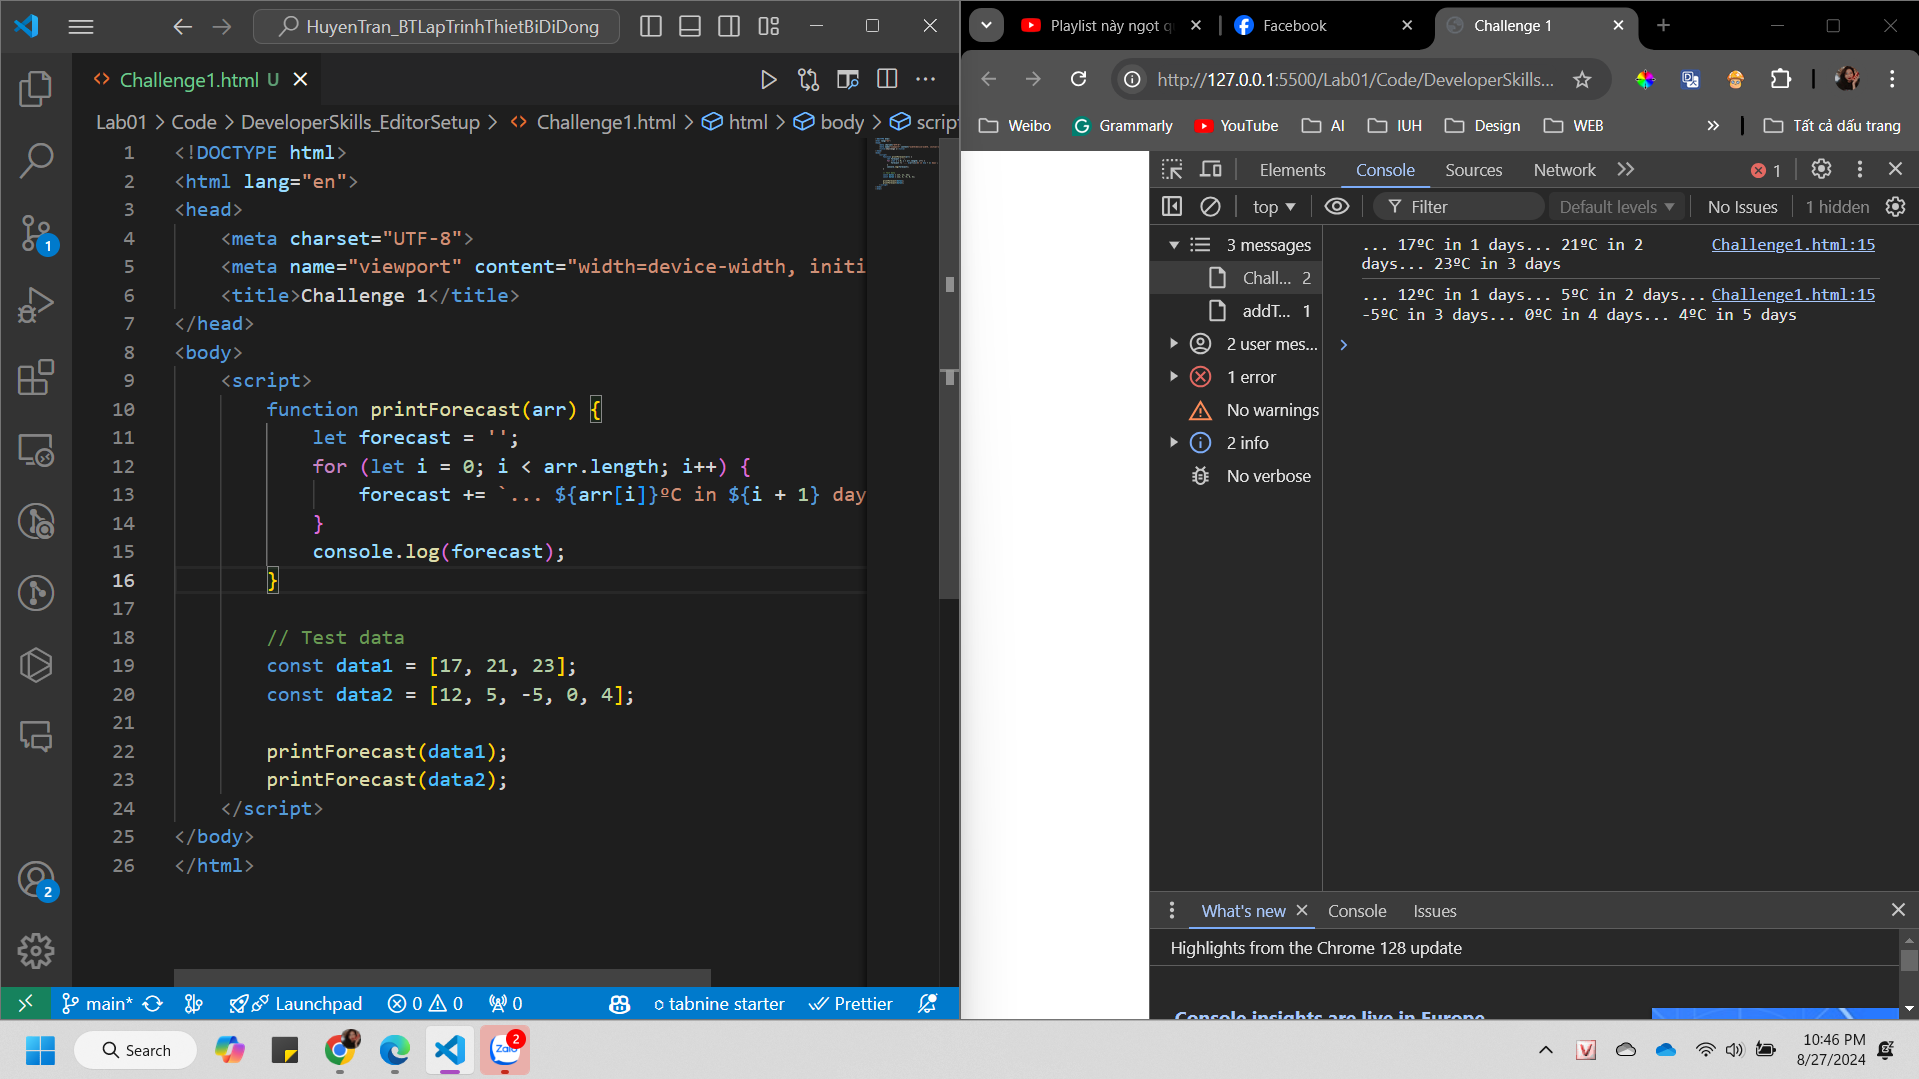 HuyenTran_BTLapTrinhThietBiDiDong
Challenge1.html U
Lab01 > Code > DeveloperSkills_EditorSetup > Challenge1.html > html > body > script
1 <!DOCTYPE html>
2 <html lang="en">
3 <head>
4 <meta charset="UTF-8">
5 <meta name="viewport" content="width=device-width, initi
6 <title>Challenge 1</title>
7 </head>
8 <body>
9 <script>
10 function printForecast(arr) {
11 let forecast = '';
12 for (let i = 0; i < arr.length; i++) {
13 forecast += `... ${arr[i]}ºC in ${i + 1} day
14 }
15 console.log(forecast);
16 }
17
18 // Test data
19 const data1 = [17, 21, 23];
20 const data2 = [12, 5, -5, 0, 4];
21
22 printForecast(data1);
23 printForecast(data2);
24 </script>
25 </body>
26 </html>
1
2
main* Launchpad 0 0 0 tabnine starter Prettier
Playlist này ngọt q Facebook Challenge 1
http://127.0.0.1:5500/Lab01/Code/DeveloperSkills...
Weibo Grammarly YouTube AI IUH Design WEB » Tất cả dấu trang
Elements Console Sources Network » 1
top Filter Default levels No Issues 1 hidden
3 messages
Chall... 2
addT... 1
2 user mes...
1 error
No warnings
2 info
No verbose
... 17ºC in 1 days... 21ºC in 2 Challenge1.html:15
days... 23ºC in 3 days
... 12ºC in 1 days... 5ºC in 2 days... Challenge1.html:15
-5ºC in 3 days... 0ºC in 4 days... 4ºC in 5 days
What's new Console Issues
Highlights from the Chrome 128 update
Console insights are live in Europe
Search
Zalo 2
V
10:46 PM
8/27/2024